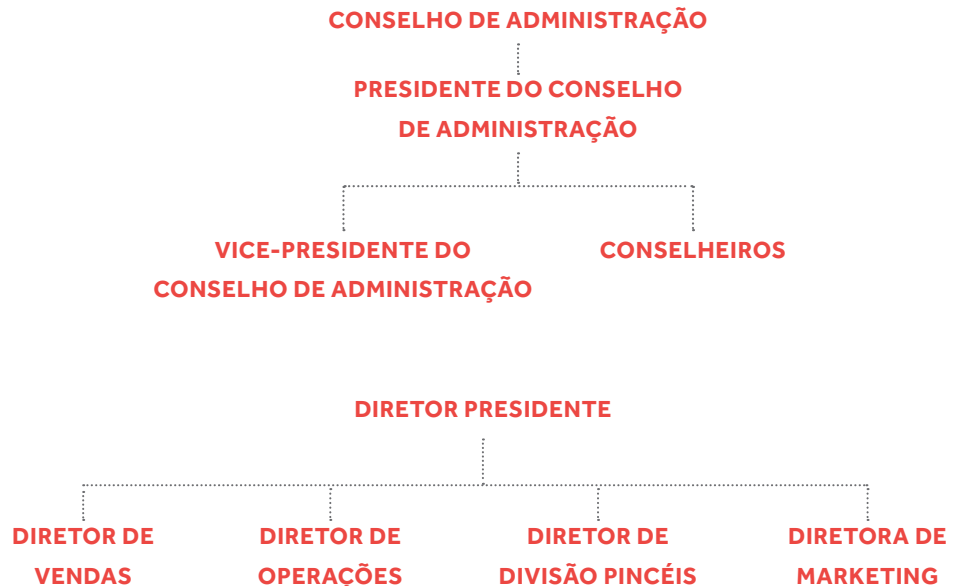 CONSELHO DE ADMINISTRAÇÃO
PRESIDENTE DO CONSELHO
DE ADMINISTRAÇÃO
VICE-PRESIDENTE DO
CONSELHO DE ADMINISTRAÇÃO
CONSELHEIROS
DIRETOR PRESIDENTE
DIRETOR DE
VENDAS
DIRETOR DE
OPERAÇÕES
DIRETOR DE
DIVISÃO PINCÉIS
DIRETORA DE
MARKETING